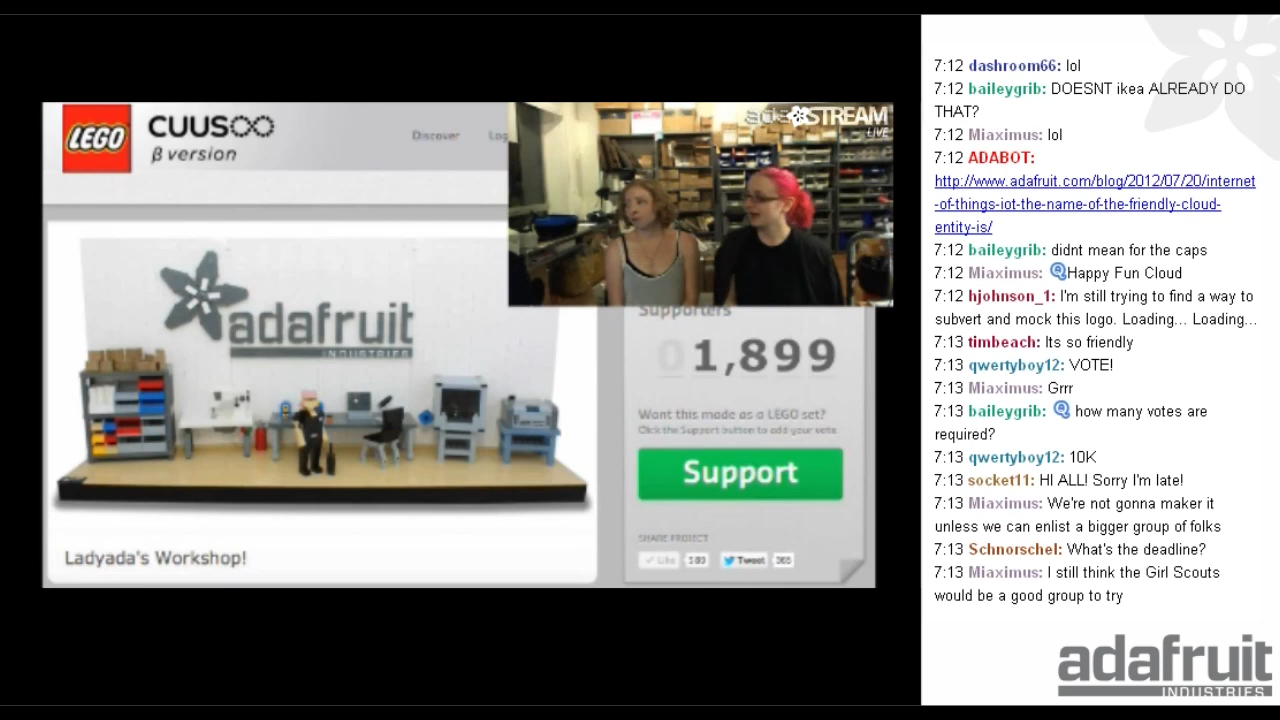 LEGO
CUUSOO
β version
Discover
Log
STREAM
LIVE
adafruit
INDUSTRIES
Supporters
01,899
Want this made as a LEGO set?
Click the Support button to add your vote
Support
SHARE PROJECT
Like
Tweet
365
Ladyada's Workshop!
7:12 dashroom66: lol
7:12 baileygrib: DOESNT ikea ALREADY DO
THAT?
7:12 Miaximus: lol
7:12 ADABOT:
http://www.adafruit.com/blog/2012/07/20/internet
-of-things-iot-the-name-of-the-friendly-cloud-
entity-is/
7:12 baileygrib: didnt mean for the caps
7:12 Miaximus: Happy Fun Cloud
7:12 hjohnson_1: I'm still trying to find a way to
subvert and mock this logo. Loading... Loading...
7:13 timbeach: Its so friendly
7:13 qwertyboy12: VOTE!
7:13 Miaximus: Grrr
7:13 baileygrib: how many votes are
required?
7:13 qwertyboy12: 10K
7:13 socket11: HI ALL! Sorry I'm late!
7:13 Miaximus: We're not gonna maker it
unless we can enlist a bigger group of folks
7:13 Schnorschel: What's the deadline?
7:13 Miaximus: I still think the Girl Scouts
would be a good group to try
adafruit
INDUSTRIES